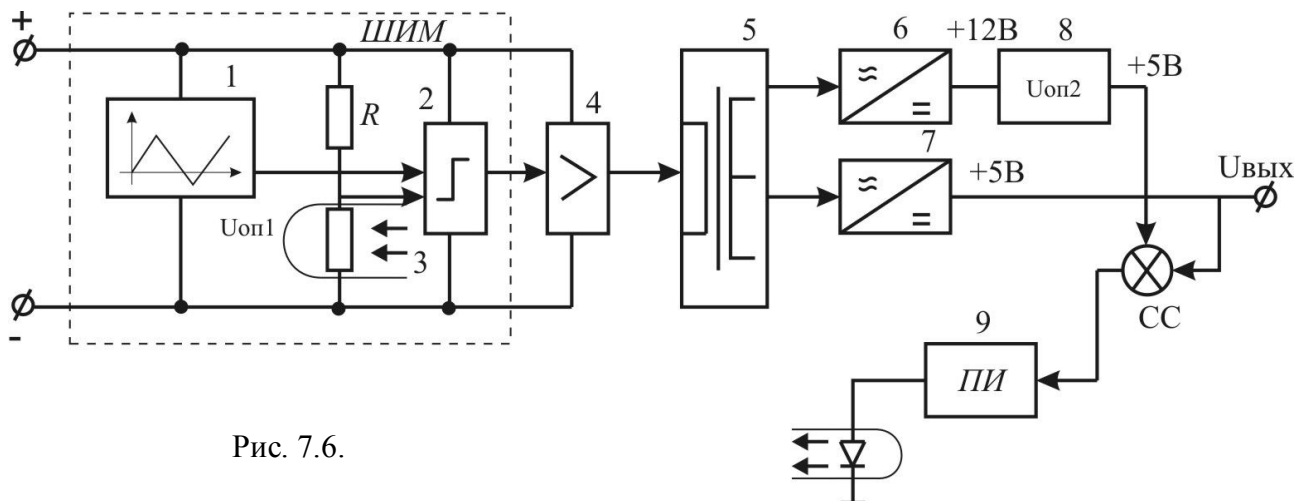 +
ШИМ
1
R
2
4
5
6
+12В
8
≈
=
Uоп2
+5В
7
≈
=
+5В
Uвых
Uоп1
3
-
СС
9
ПИ
Рис. 7.6.